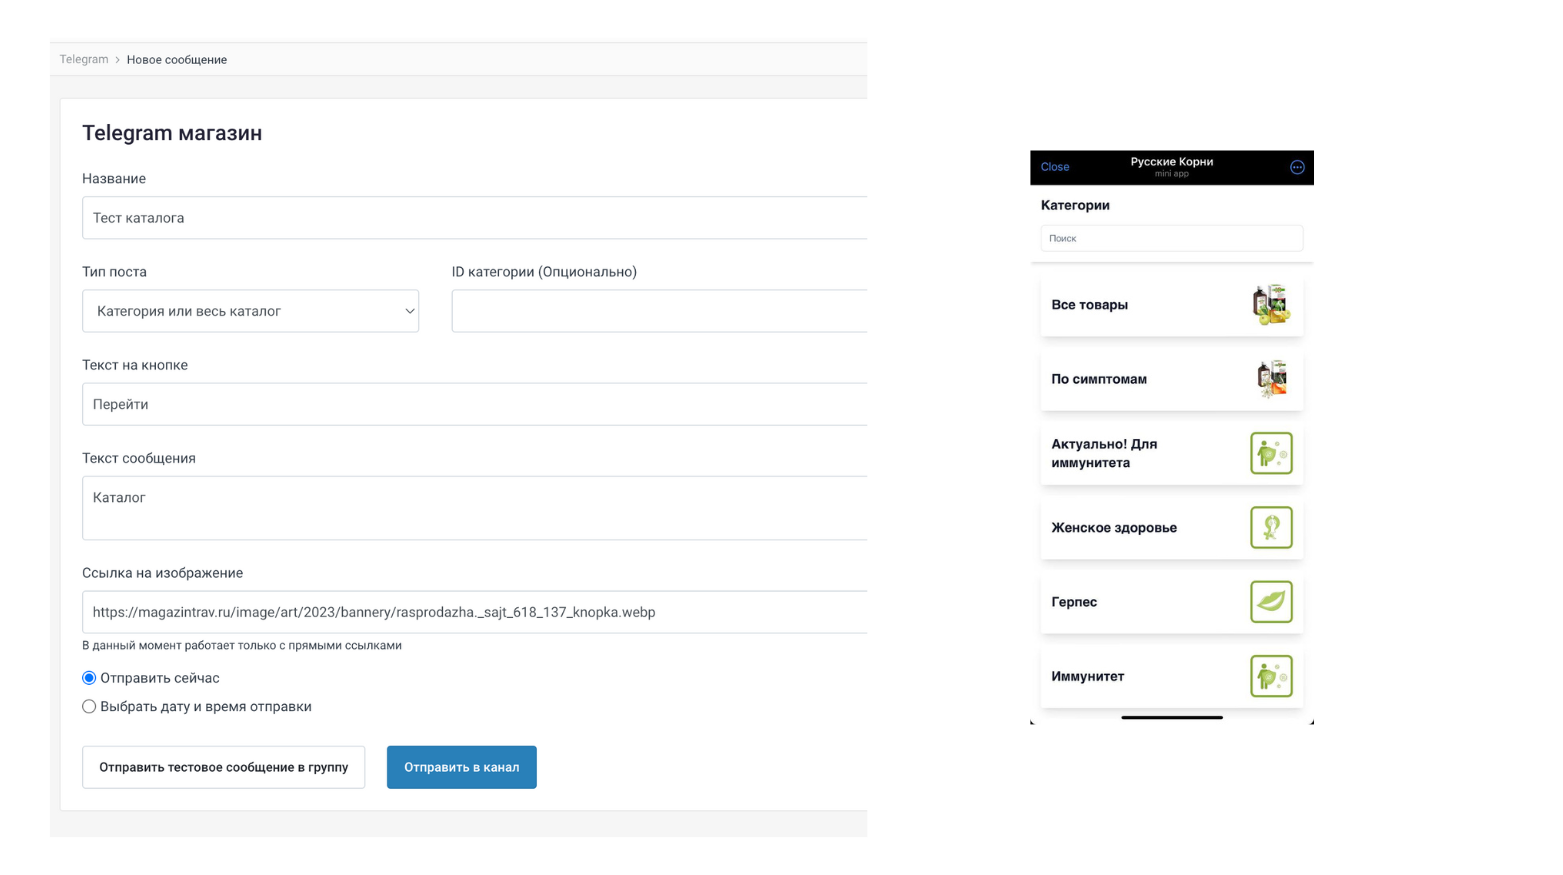 Telegram > Новое сообщение
Telegram магазин
Название
Тест каталога
Тип поста
ID категории (Опционально)
Категория или весь каталог
Текст на кнопке
Перейти
Текст сообщения
Каталог
Ссылка на изображение
https://magazintrav.ru/image/art/2023/bannery/rasprodazha._sajt_618_137_knopka.webp
В данный момент работает только с прямыми ссылками
Отправить сейчас
Выбрать дату и время отправки
Отправить тестовое сообщение в группу
Отправить в канал
Close
Русские Корни
mini app
Категории
Поиск
Все товары
По симптомам
Актуально! Для
иммунитета
Женское здоровье
Герпес
Иммунитет